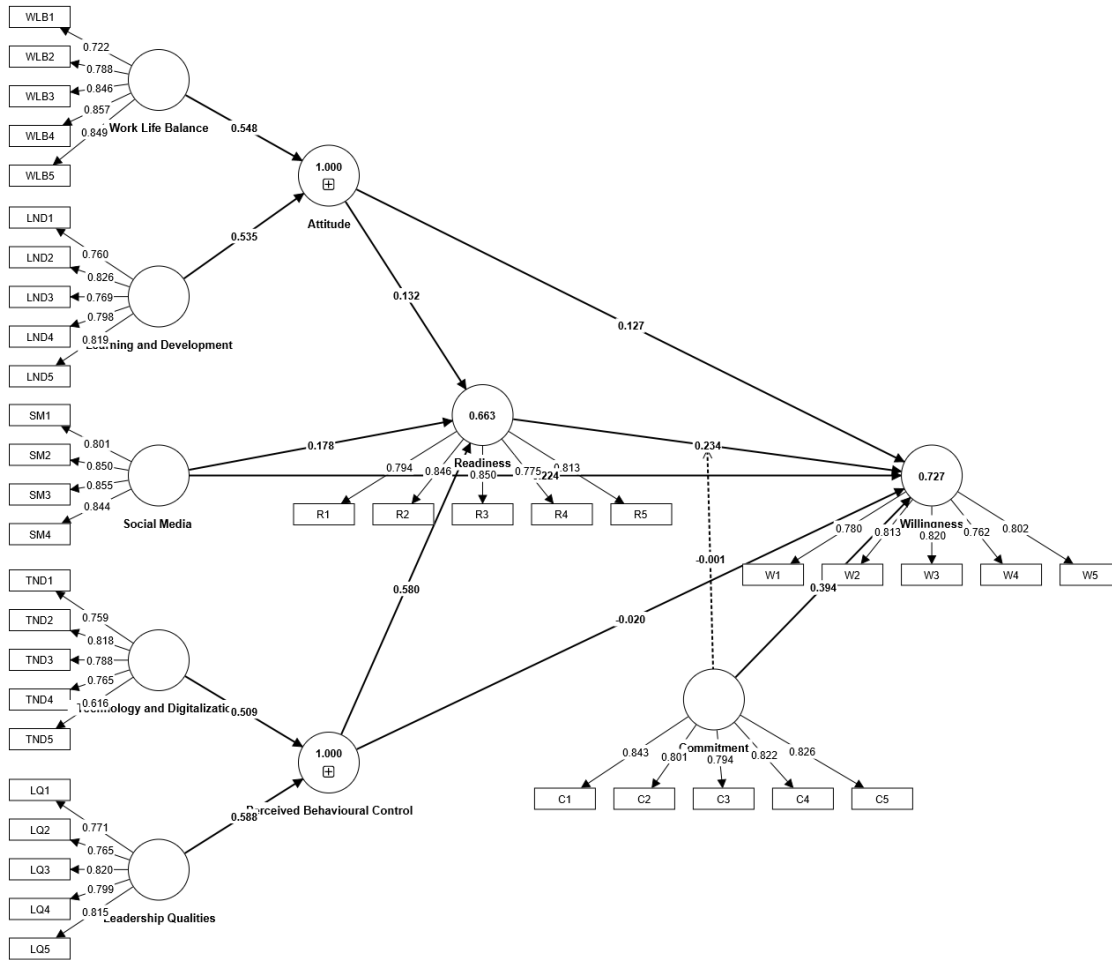 WLB1
0.722
WLB2
0.788
WLB3
0.846
WLB4
0.857
WLB5
0.849
Work Life Balance
0.548
1.000
Attitude
LND1
0.760
LND2
0.826
LND3
0.769
LND4
0.798
LND5
0.819
Learning and Development
0.535
0.132
0.127
SM1
0.801
SM2
0.850
SM3
0.855
SM4
0.844
Social Media
0.178
0.663
Readiness
0.234
0.224
0.794
0.846
0.850
0.775
0.813
R1
R2
R3
R4
R5
0.727
Willingness
0.780
0.813
0.820
0.762
0.802
W1
W2
W3
W4
W5
TND1
0.759
TND2
0.818
TND3
0.788
TND4
0.765
TND5
0.616
Technology and Digitalizatio
0.509
0.580
-0.020
-0.001
0.394
1.000
Perceived Behavioural Control
0.588
Commitment
0.843
0.801
0.794
0.822
0.826
C1
C2
C3
C4
C5
LQ1
0.771
LQ2
0.765
LQ3
0.820
LQ4
0.799
LQ5
0.815
Leadership Qualities